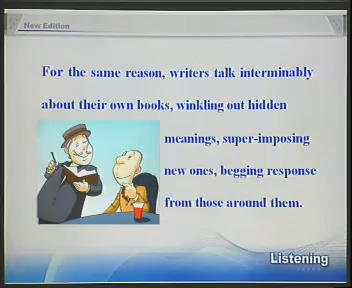 New Edition
For the same reason, writers talk interminably
about their own books, winkling out hidden
meanings, super-imposing
new ones, begging response
from those around them.
Listening